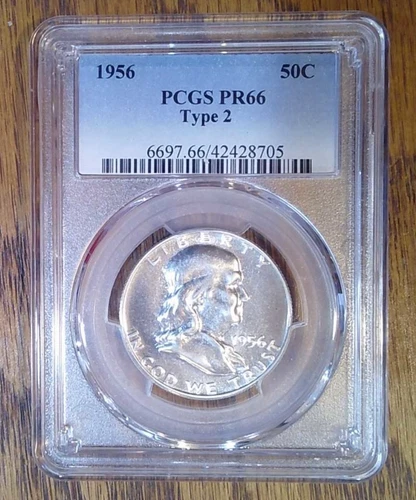 1956 50C
PCGS PR66
Type 2
6697.66/42428705
LIBERTY
1956
IN GOD WE TRUST